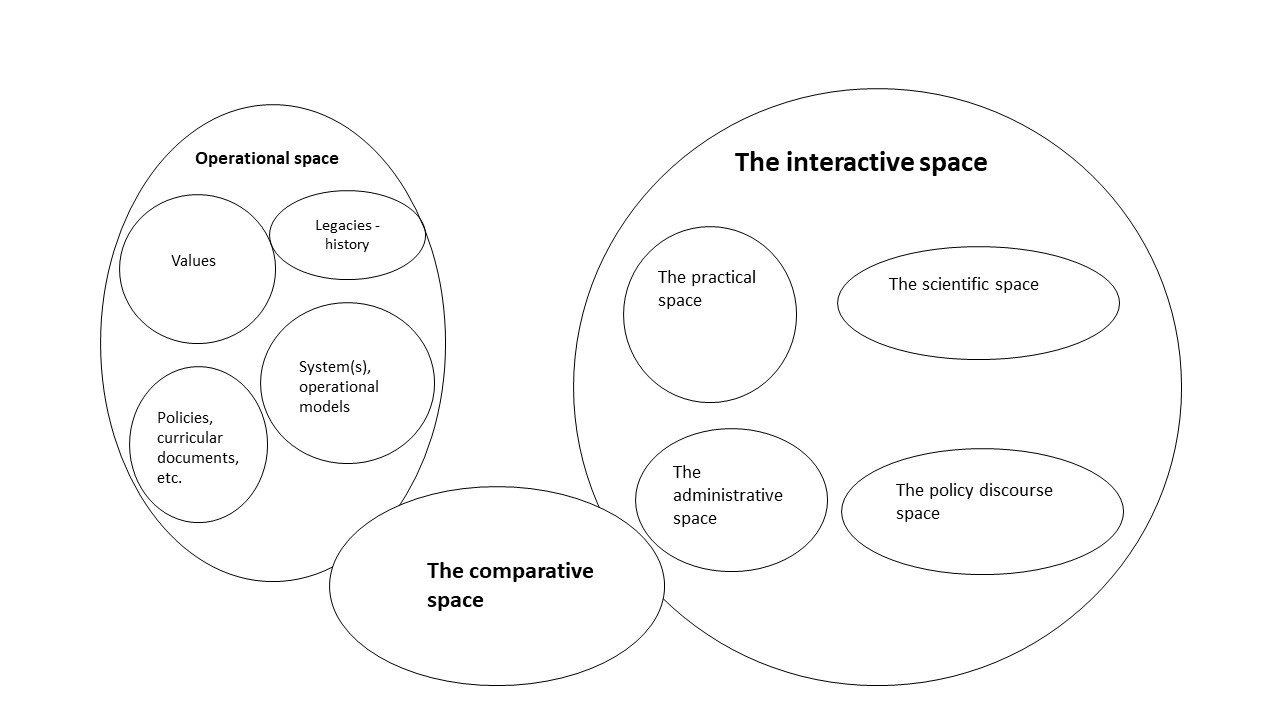 Operational space
Values
Legacies -
history
System(s),
operational
models
Policies,
curricular
documents,
etc.
The comparative
space
The interactive space
The practical
space
The scientific space
The
administrative
space
The policy discourse
space